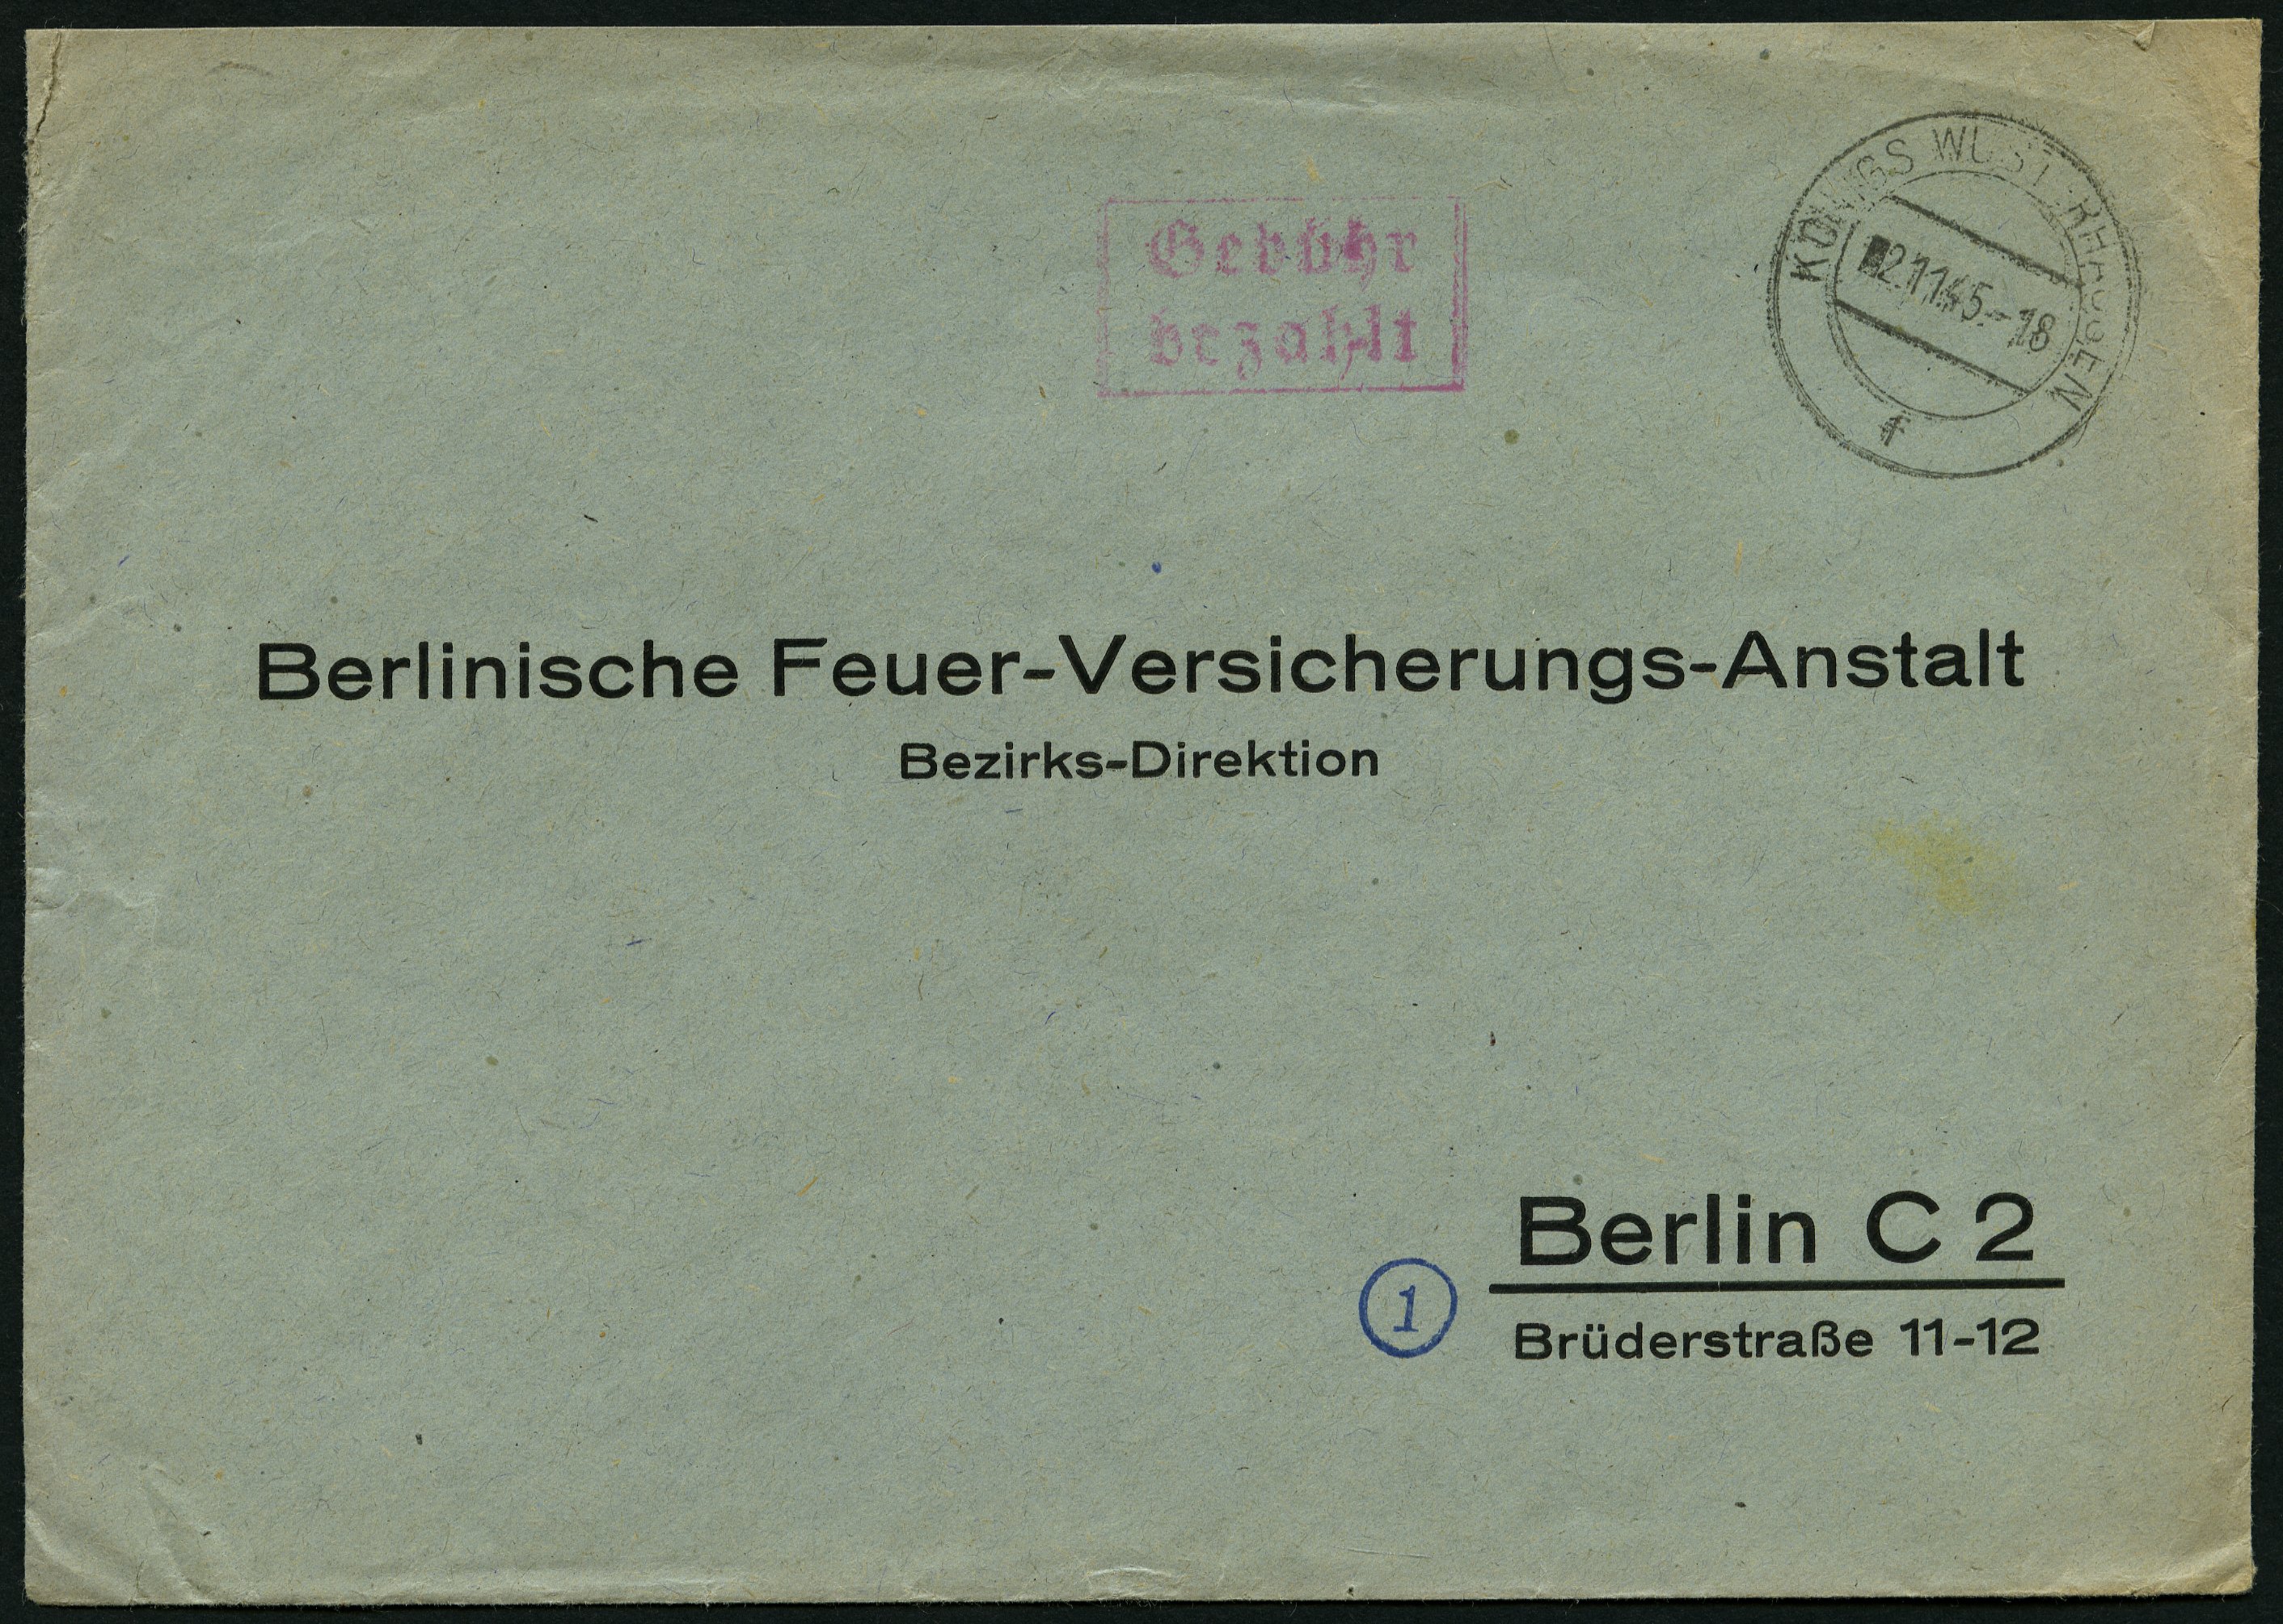 Gebühr
bezahlt
KÖNIGS WUSTERHAUSEN
2.11.45.-18
f
Berlinische Feuer-Versicherungs-Anstalt
Bezirks-Direktion
Berlin C 2
1
Brüderstraße 11-12